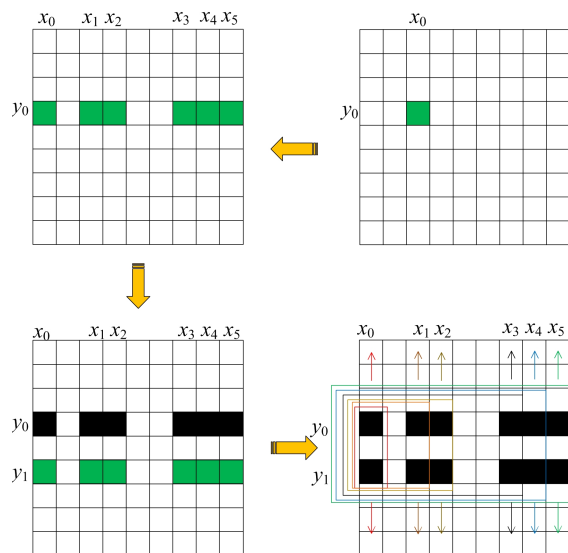 x₀ x₁ x₂ x₃ x₄ x₅
y₀
x₀
y₀
x₀ x₁ x₂ x₃ x₄ x₅
y₀
y₁
x₀ x₁ x₂ x₃ x₄ x₅
y₀
y₁